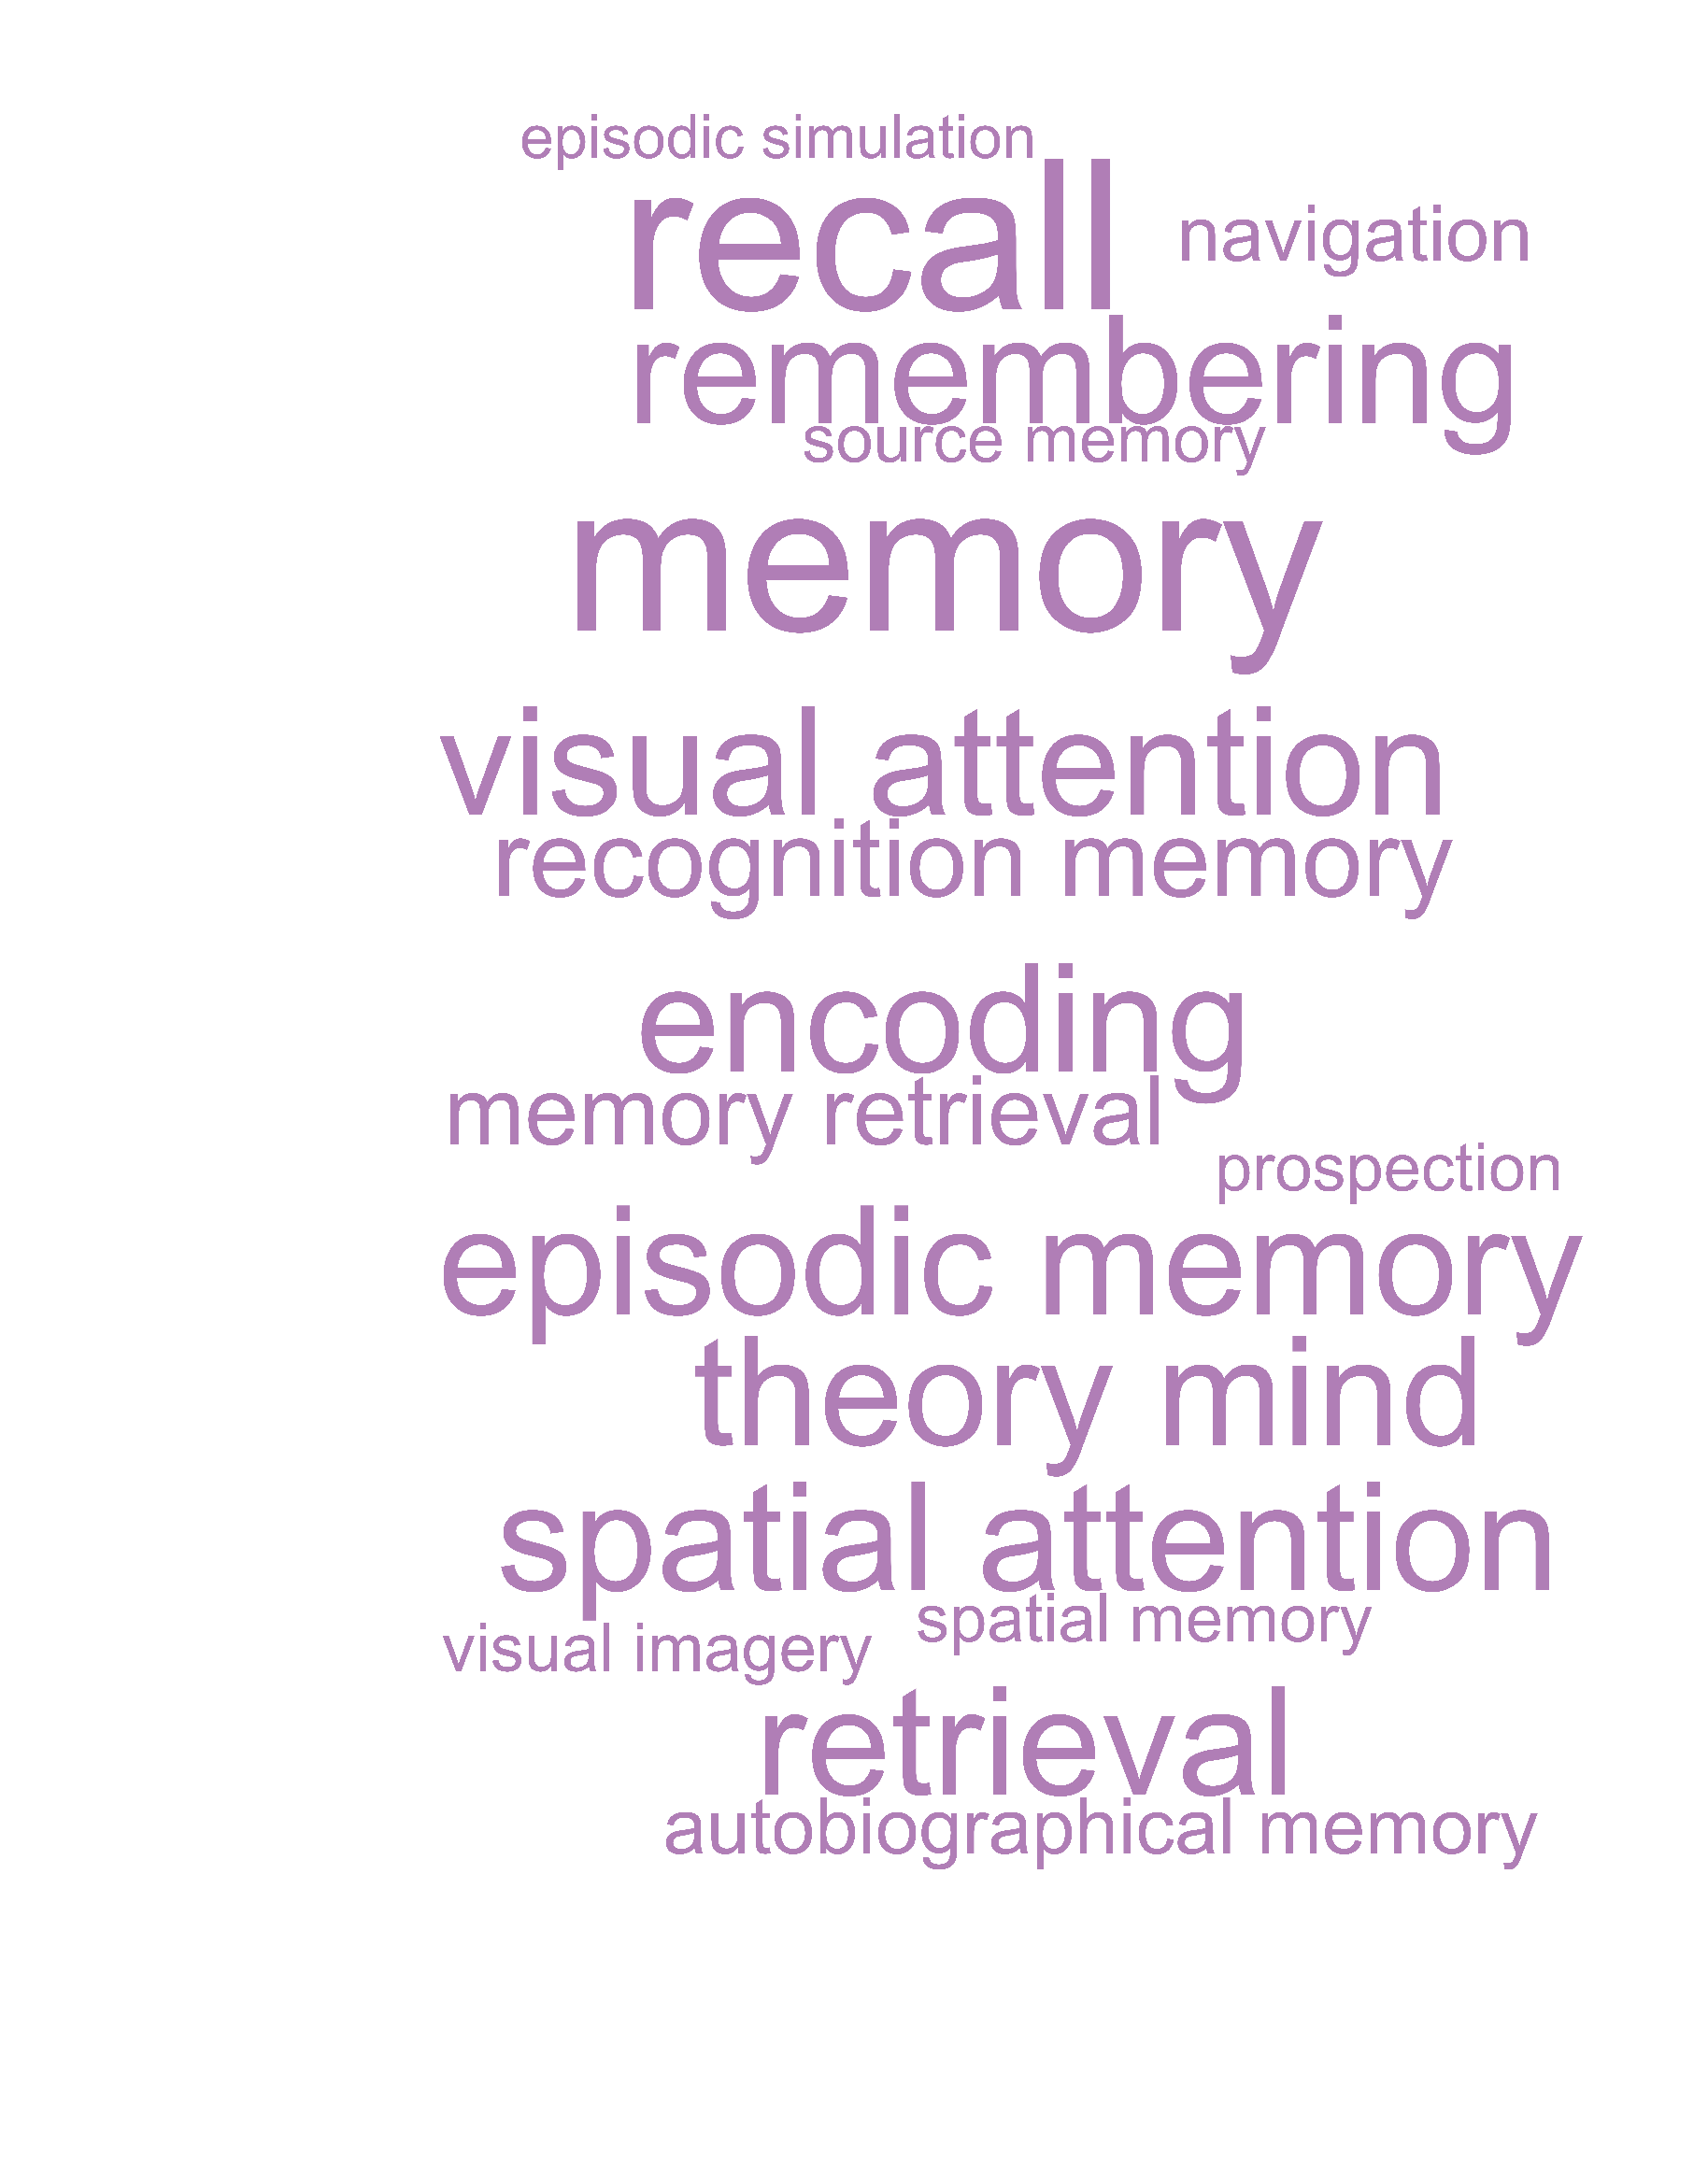 episodic simulation
recall
navigation
remembering
source memory
memory
visual attention
recognition memory
encoding
memory retrieval
prospection
episodic memory
theory mind
spatial attention
spatial memory
visual imagery
retrieval
autobiographical memory